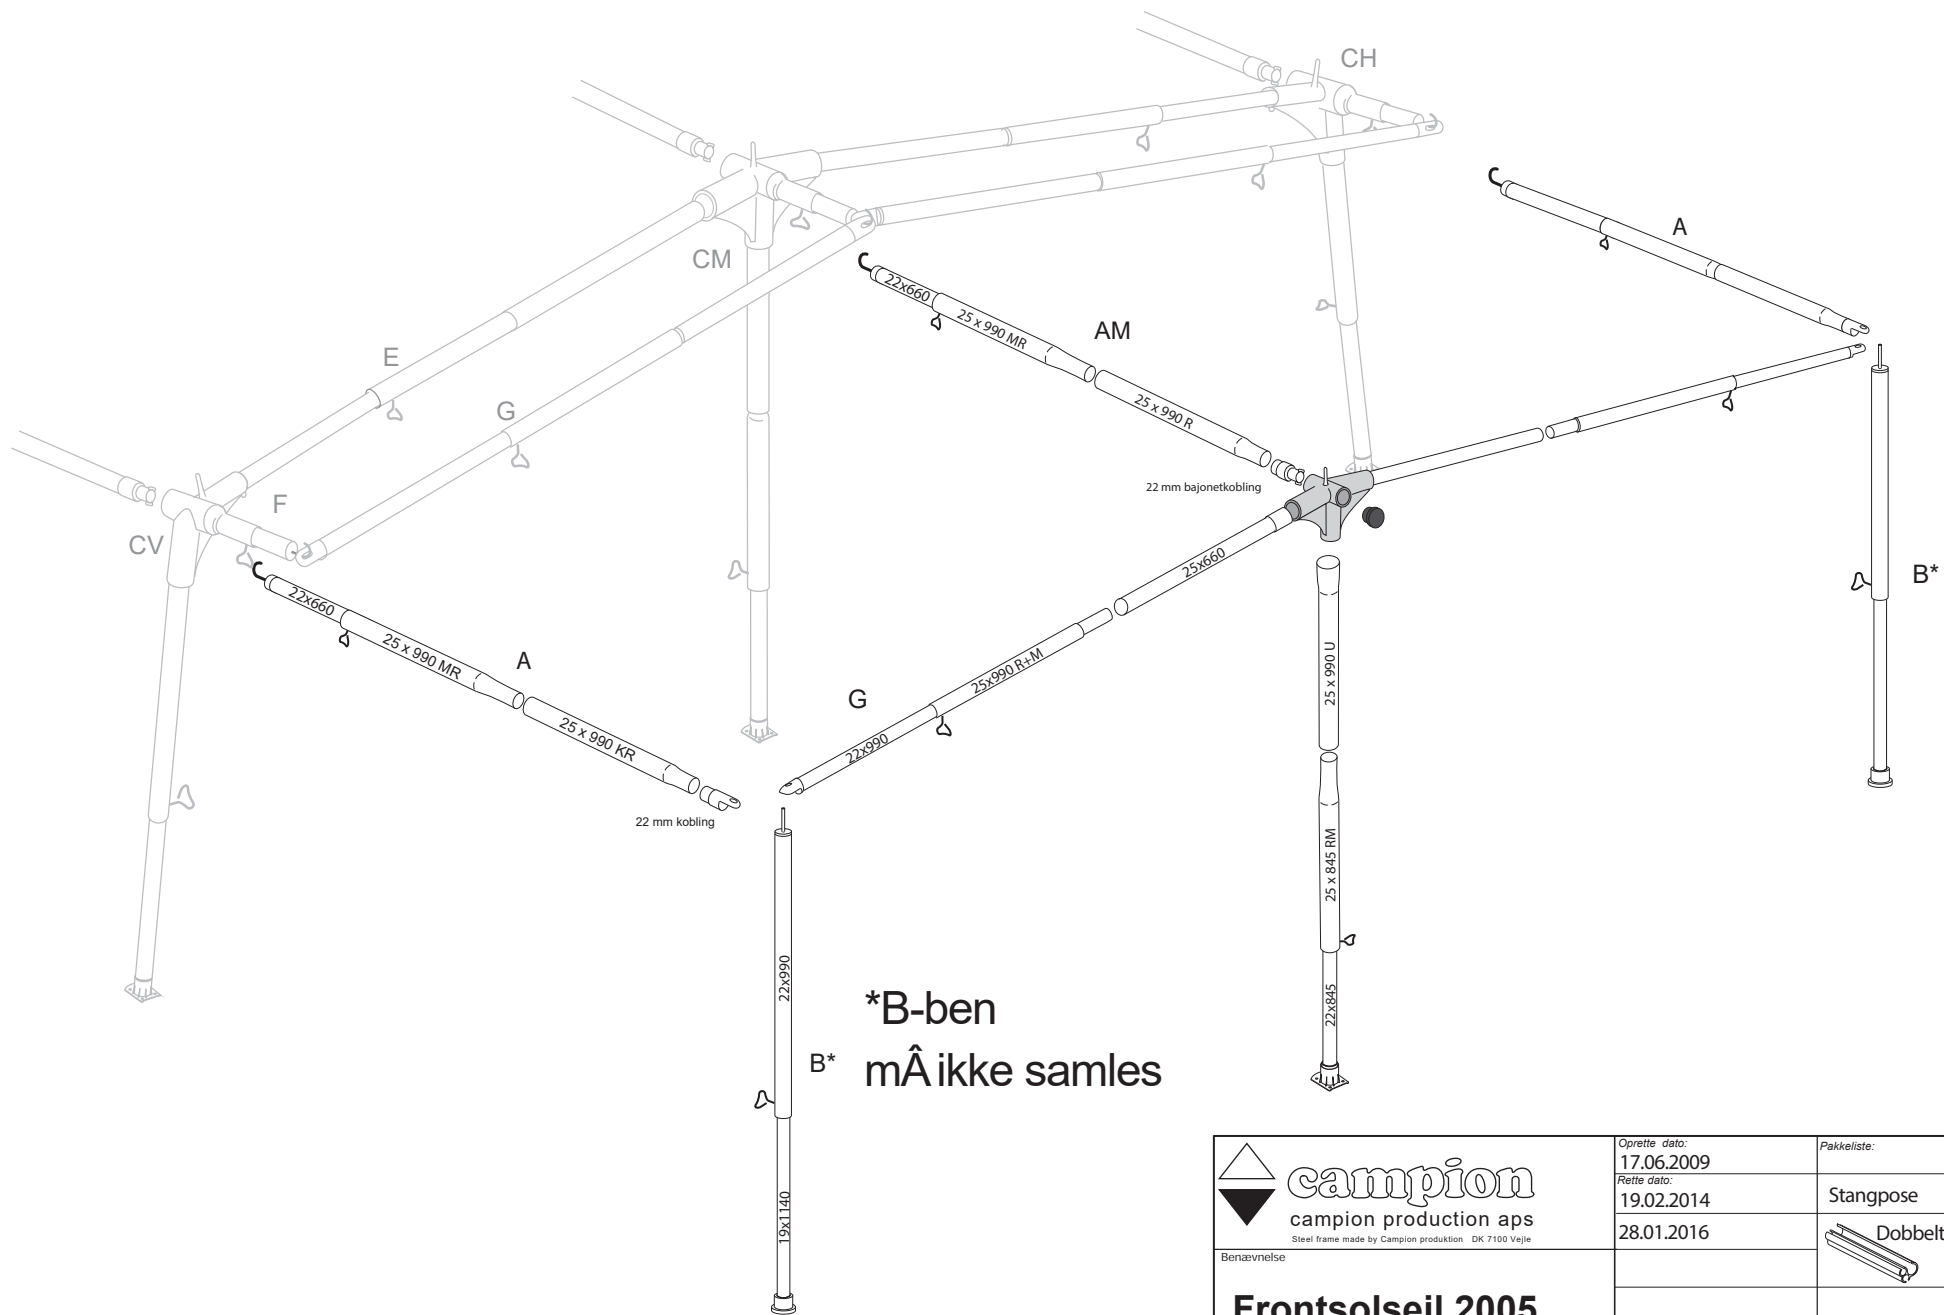 CH
A
CM
22x660
25 x 990 MR
AM
E
25 x 990 R
G
22 mm bajonetkobling
F
CV
25x660
B*
22x660
25 x 990 MR
A
25x990 R+M
25 x 990 U
G
25 x 990 KR
22x990
22 mm kobling
25 x 845 RM
22x990
22x845
*B-ben
B*
mÂ ikke samles
19x1140
campion
campion production aps
Steel frame made by Campion produktion DK 7100 Vejle
Oprette dato:
17.06.2009
Pakkeliste:
Rette dato:
19.02.2014
Stangpose
28.01.2016
Dobbelt
Benævnelse
Frontsolsejl 2005